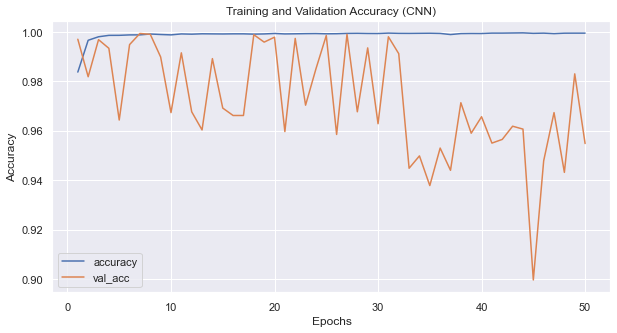 Training and Validation Accuracy (CNN)
1.00
0.98
0.96
0.94
0.92
0.90
Accuracy
accuracy
val_acc
0
10
20
30
40
50
Epochs